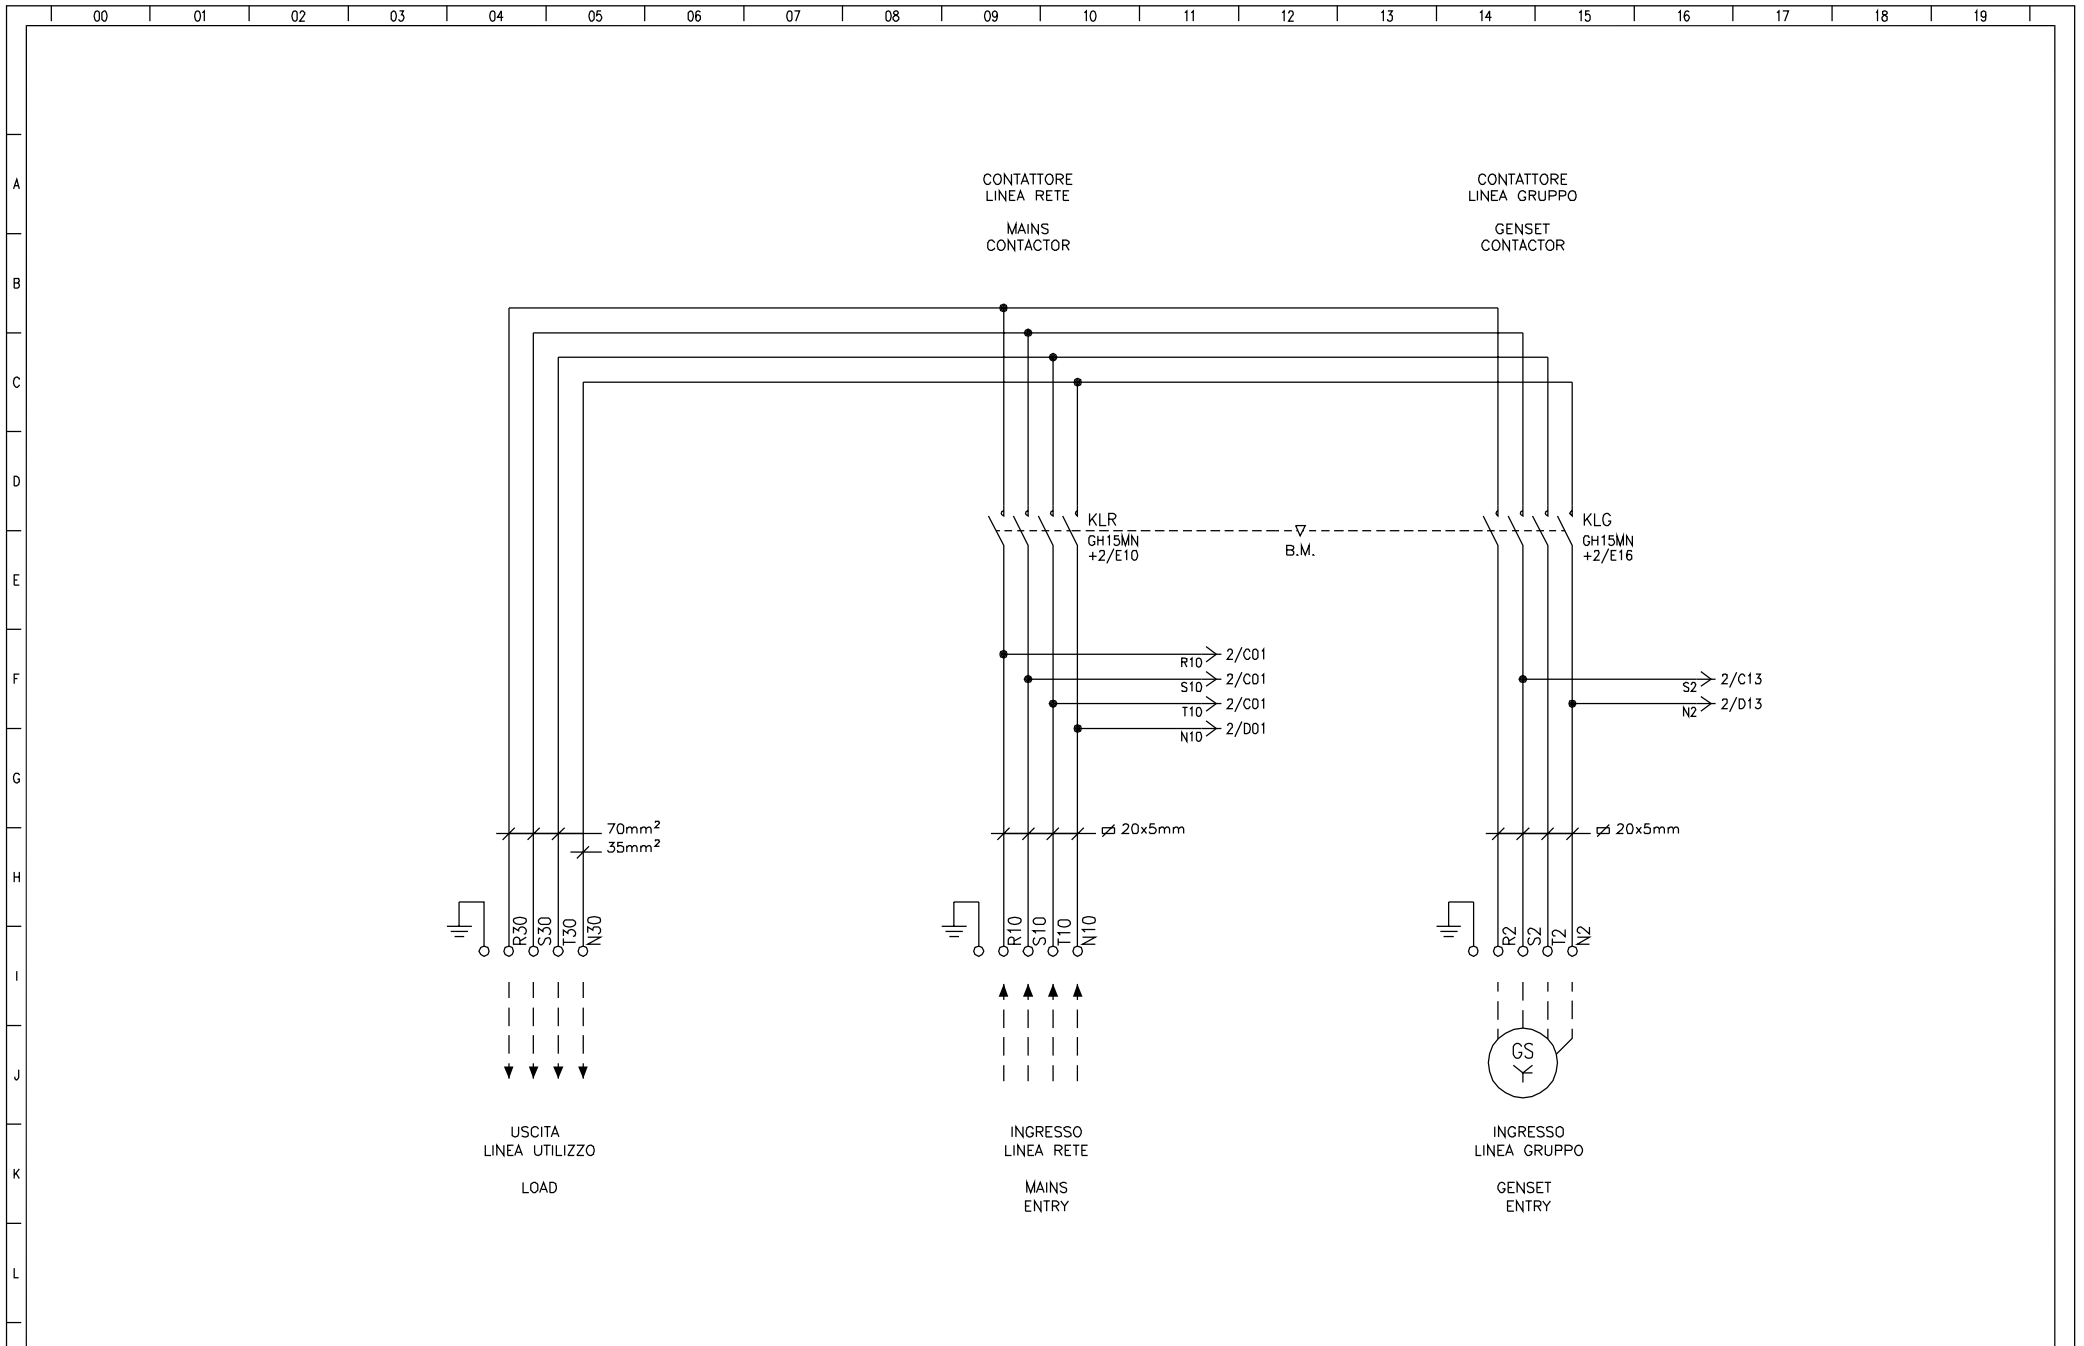 00 01 02 03 04 05 06 07 08 09 10 11 12 13 14 15 16 17 18 19
A
CONTATTORE
LINEA RETE
MAINS
CONTACTOR
CONTATTORE
LINEA GRUPPO
GENSET
CONTACTOR
B
C
D
KLR
GH15MN
+2/E10
B.M.
KLG
GH15MN
+2/E16
E
F
R10 2/C01
S10 2/C01
T10 2/C01
N10 2/D01
S2 2/C13
N2 2/D13
G
70mm²
35mm²
20x5mm
20x5mm
H
R30 S30 T30 N30
R10 S10 T10 N10
R2 S2 T2 N2
I
J
GS
USCITA
LINEA UTILIZZO
LOAD
INGRESSO
LINEA RETE
MAINS
ENTRY
INGRESSO
LINEA GRUPPO
GENSET
ENTRY
K
L